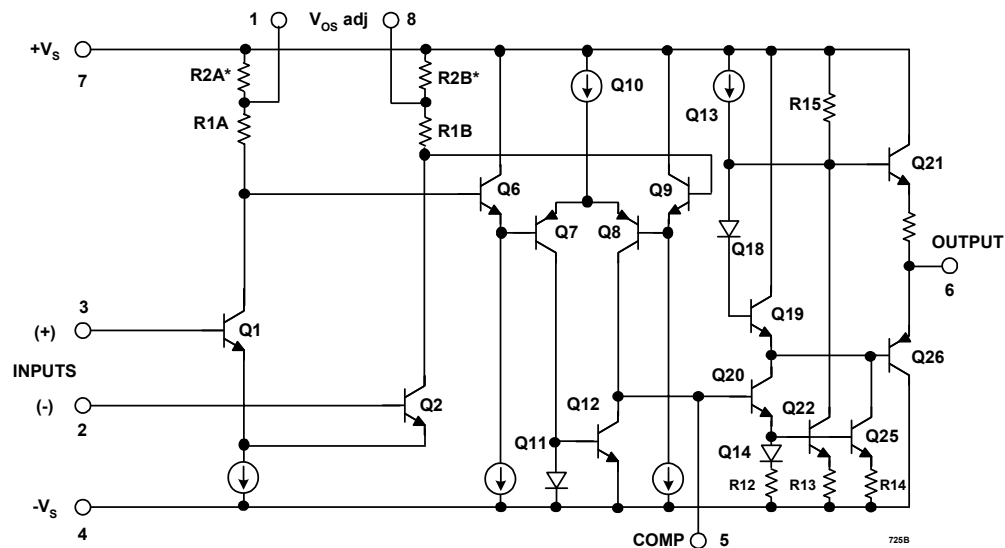 1 V_OS adj 8
+V_S
7
R2A*
R2B*
Q10
R1A
R1B
Q13
R15
Q6
Q9
Q21
Q7
Q8
Q18
OUTPUT
6
3
(+)
Q1
Q19
INPUTS
Q26
(-)
2
Q2
Q12
Q20
Q22
Q25
Q11
Q14
R12
R13
R14
-V_S
4
COMP 5
725B